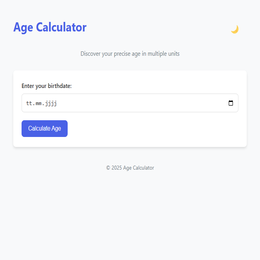 Age Calculator
Discover your precise age in multiple units
Enter your birthdate:
tt.mm.jjjj
Calculate Age
© 2025 Age Calculator